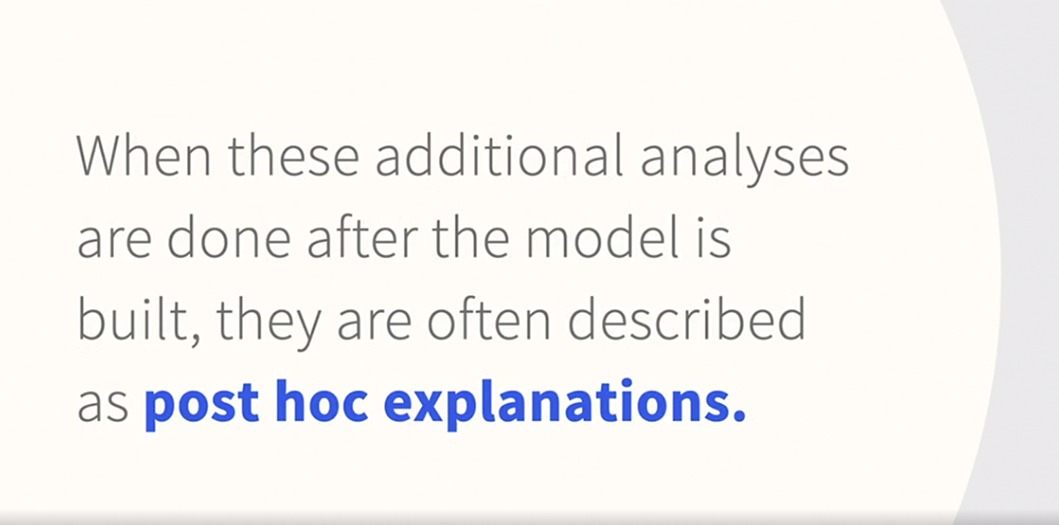 When these additional analyses
are done after the model is
built, they are often described
as post hoc explanations.